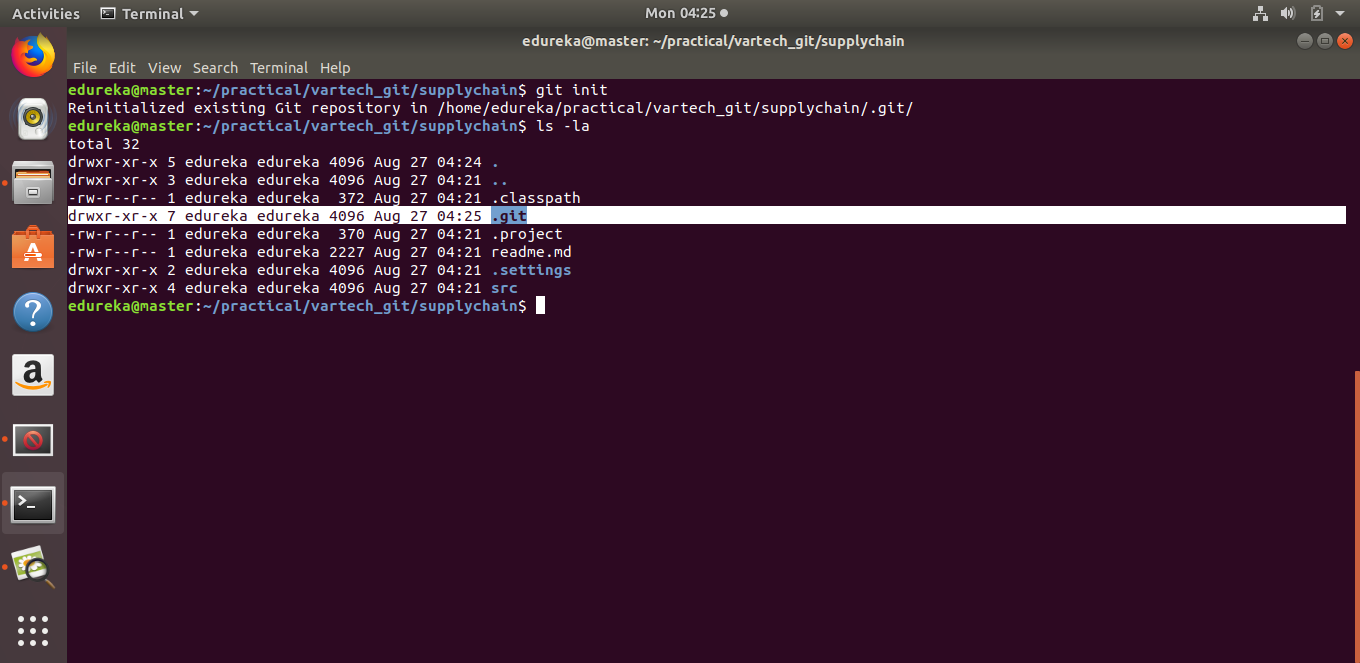 Activities Terminal Mon 04:25
edureka@master: ~/practical/vartech_git/supplychain
File Edit View Search Terminal Help
edureka@master:~/practical/vartech_git/supplychain$ git init
Reinitialized existing Git repository in /home/edureka/practical/vartech_git/supplychain/.git/
edureka@master:~/practical/vartech_git/supplychain$ ls -la
total 32
drwxr-xr-x 5 edureka edureka 4096 Aug 27 04:24 .
drwxr-xr-x 3 edureka edureka 4096 Aug 27 04:21 ..
-rw-r--r-- 1 edureka edureka  372 Aug 27 04:21 .classpath
drwxr-xr-x 7 edureka edureka 4096 Aug 27 04:25 .git
-rw-r--r-- 1 edureka edureka  370 Aug 27 04:21 .project
-rw-r--r-- 1 edureka edureka 2227 Aug 27 04:21 readme.md
drwxr-xr-x 2 edureka edureka 4096 Aug 27 04:21 .settings
drwxr-xr-x 4 edureka edureka 4096 Aug 27 04:21 src
edureka@master:~/practical/vartech_git/supplychain$